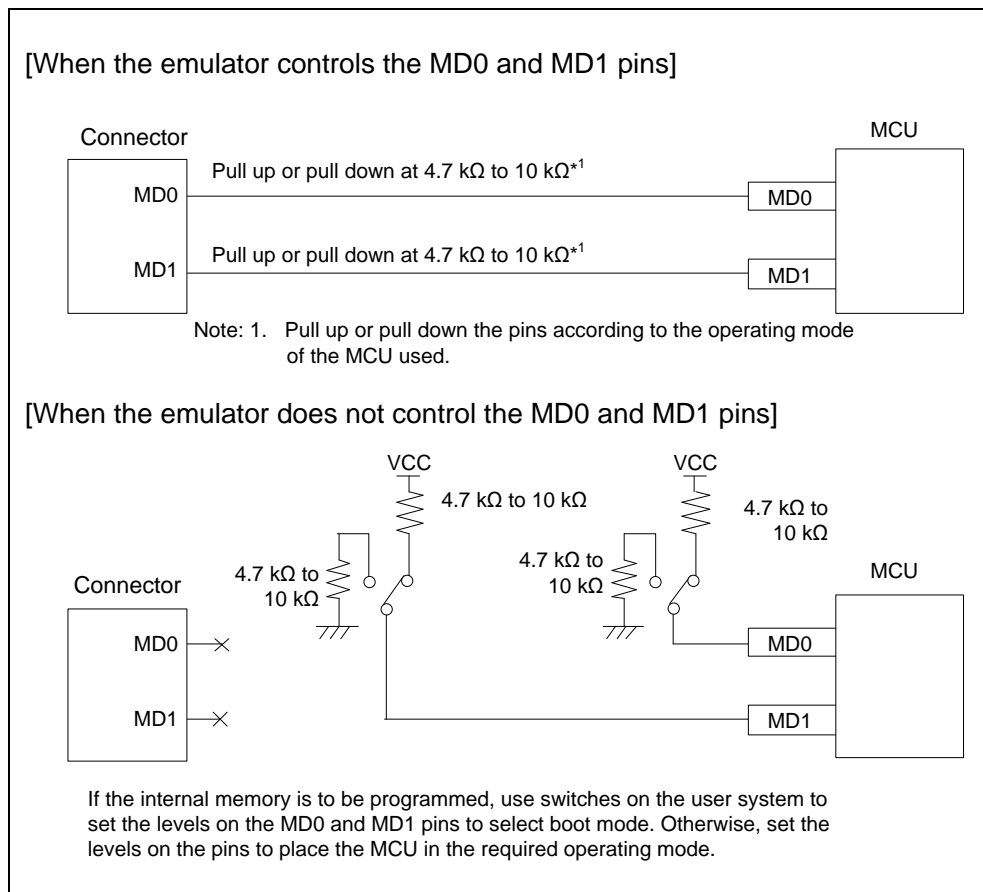 [When the emulator controls the MD0 and MD1 pins]
Connector
MCU
MD0
Pull up or pull down at 4.7 kΩ to 10 kΩ*1
MD0
MD1
Pull up or pull down at 4.7 kΩ to 10 kΩ*1
MD1
Note: 1. Pull up or pull down the pins according to the operating mode
of the MCU used.
[When the emulator does not control the MD0 and MD1 pins]
VCC
4.7 kΩ to 10 kΩ
4.7 kΩ to
10 kΩ
VCC
4.7 kΩ to
10 kΩ
4.7 kΩ to
10 kΩ
Connector
MCU
MD0
MD0
MD1
MD1
If the internal memory is to be programmed, use switches on the user system to
set the levels on the MD0 and MD1 pins to select boot mode. Otherwise, set the
levels on the pins to place the MCU in the required operating mode.